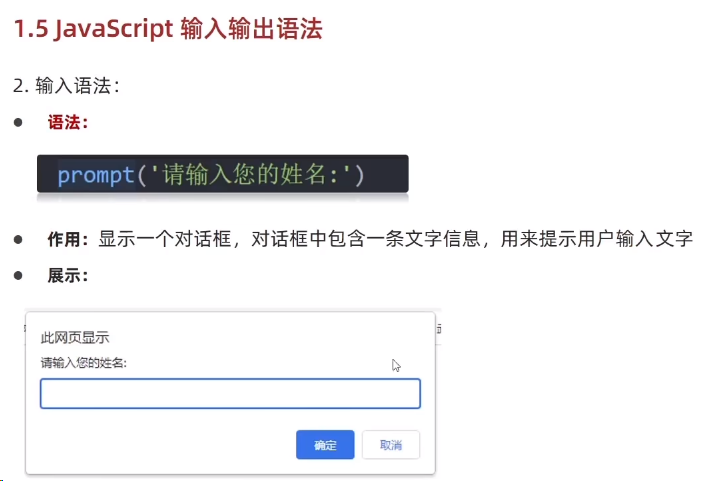 1.5 JavaScript 输入输出语法
2. 输入语法：
● 语法：
prompt('请输入您的姓名:')
● 作用：显示一个对话框，对话框中包含一条文字信息，用来提示用户输入文字
● 展示：
此网页显示
请输入您的姓名:
确定 取消